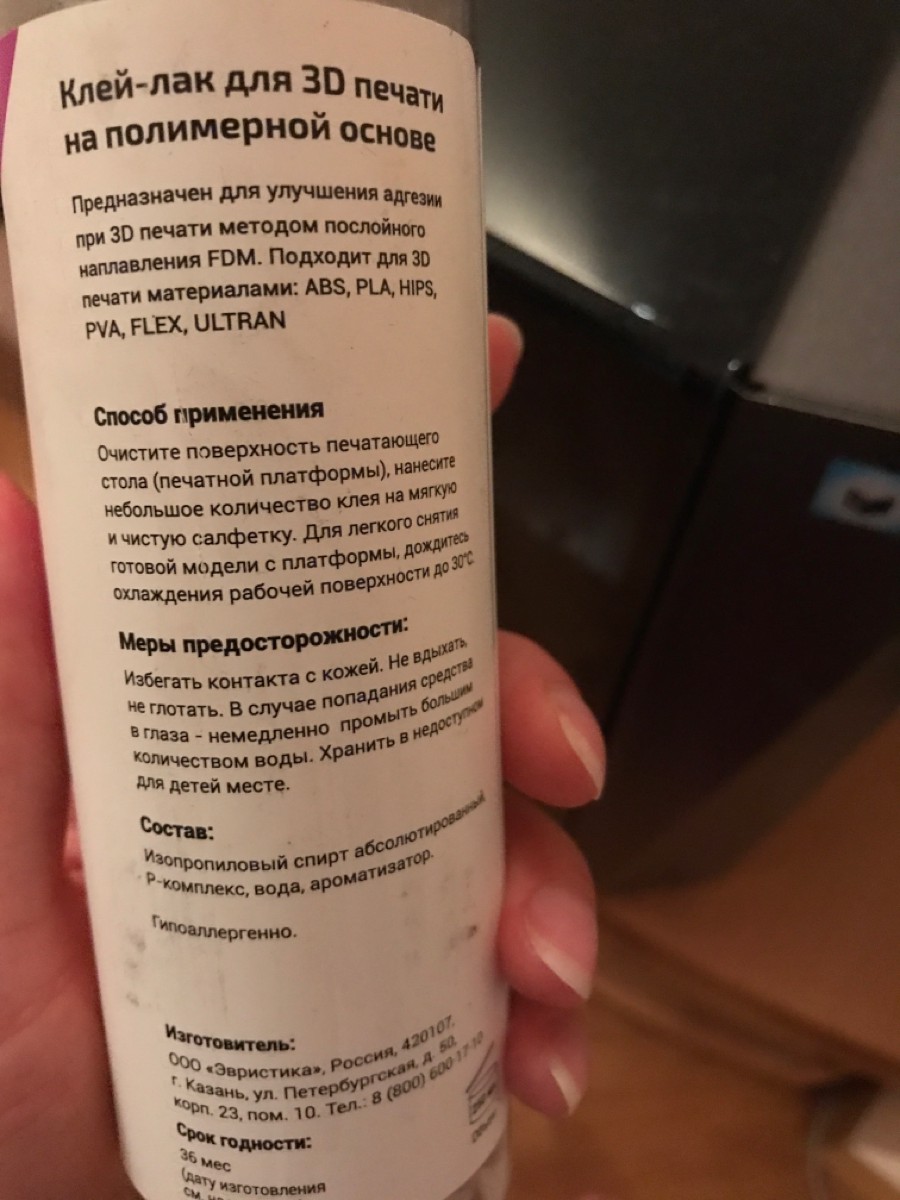 Клей-лак для 3D печати
на полимерной основе
Предназначен для улучшения адгезии
при 3D печати методом послойного
наплавления FDM. Подходит для 3D
печати материалами: ABS, PLA, HIPS,
PVA, FLEX, ULTRAN
Способ применения
Очистите поверхность печатающего
стола (печатной платформы), нанесите
небольшое количество клея на мягкую
и чистую салфетку. Для легкого снятия
готовой модели с платформы, дождитесь
охлаждения рабочей поверхности до 30°C.
Меры предосторожности:
Избегать контакта с кожей. Не вдыхать,
не глотать. В случае попадания средства
в глаза - немедленно промыть большим
количеством воды. Хранить в недоступном
для детей месте.
Состав:
Изопропиловый спирт абсолютированный,
Р-комплекс, вода, ароматизатор.
Гипоаллергенно.
Изготовитель:
ООО «Эвристика», Россия, 420107,
г. Казань, ул. Петербургская, д. 50,
корп. 23, пом. 10. Тел.: 8 (800) 600-17-10
Срок годности:
36 мес
(дату изготовления
см.